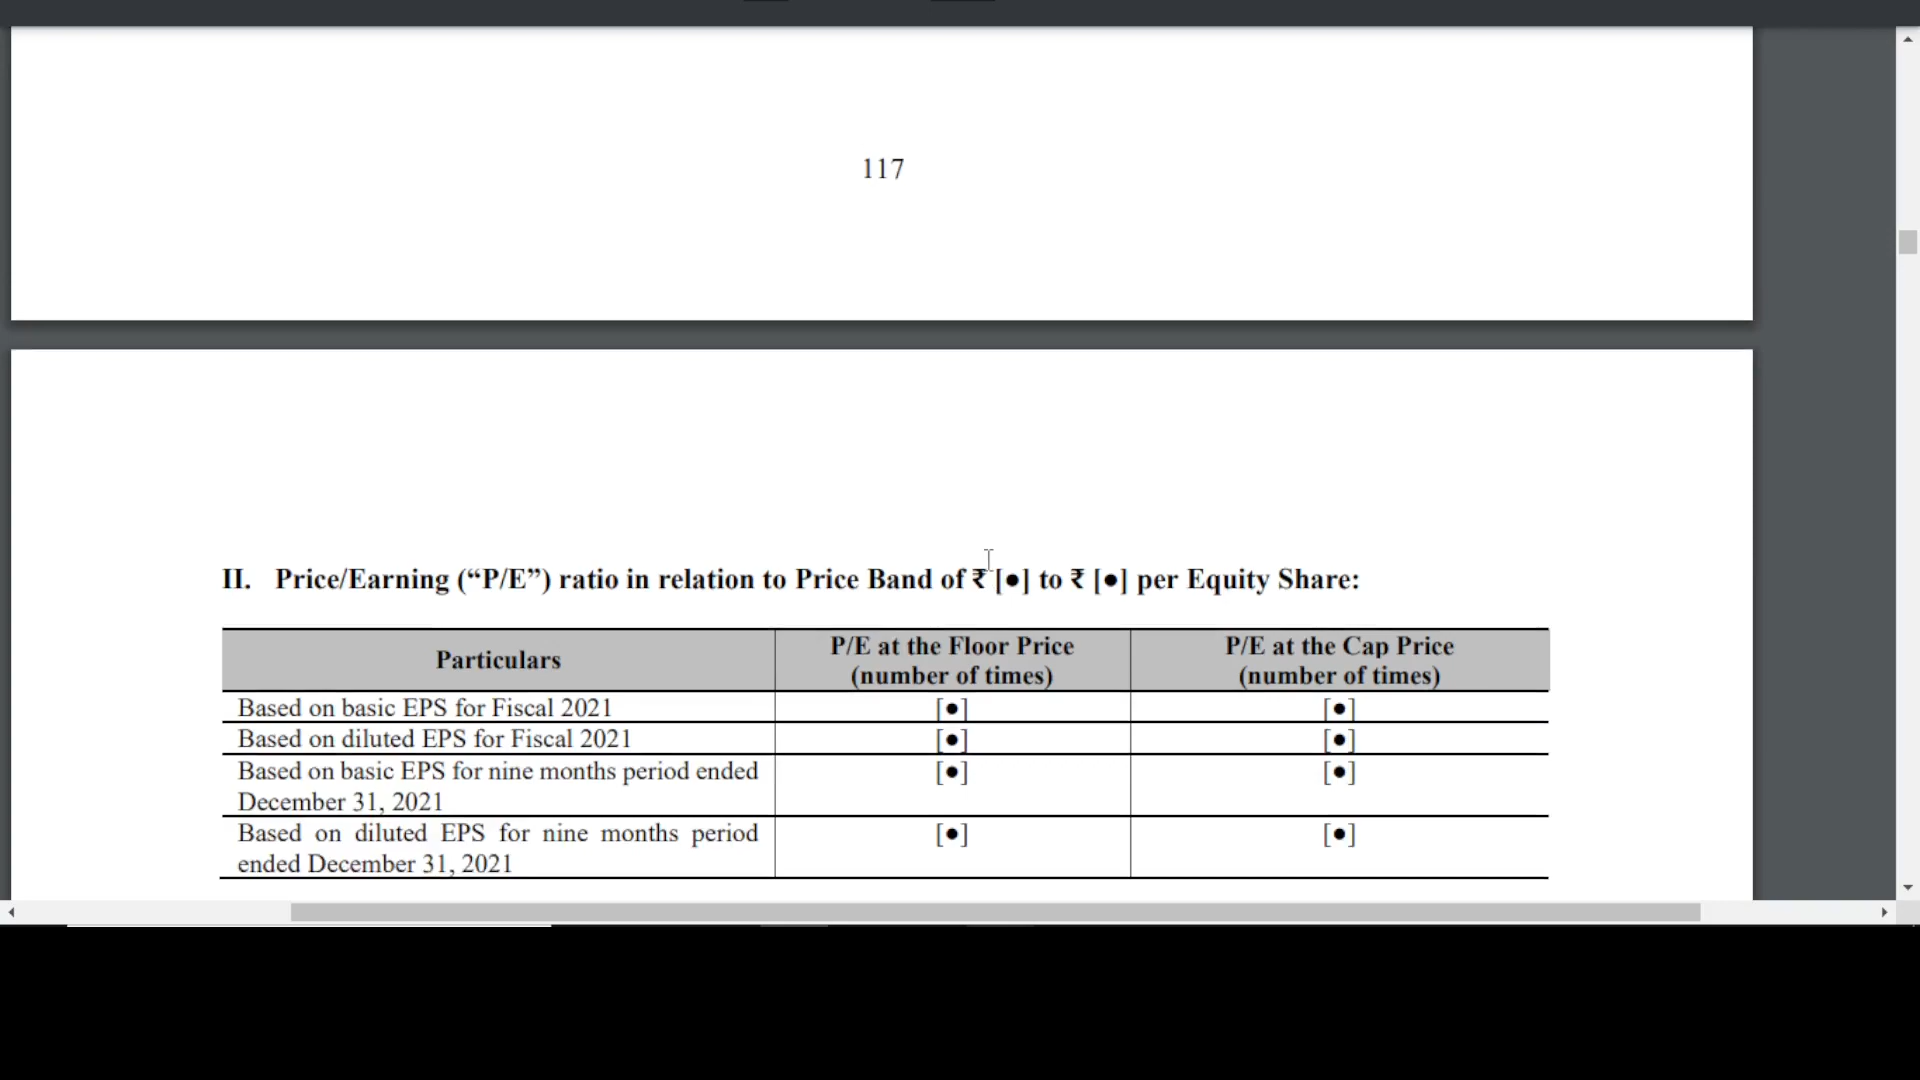 117
II. Price/Earning (“P/E”) ratio in relation to Price Band of ₹ [●] to ₹ [●] per Equity Share:
Particulars
P/E at the Floor Price
(number of times)
P/E at the Cap Price
(number of times)
Based on basic EPS for Fiscal 2021 [●] [●]
Based on diluted EPS for Fiscal 2021 [●] [●]
Based on basic EPS for nine months period ended [●] [●]
December 31, 2021
Based on diluted EPS for nine months period [●] [●]
ended December 31, 2021